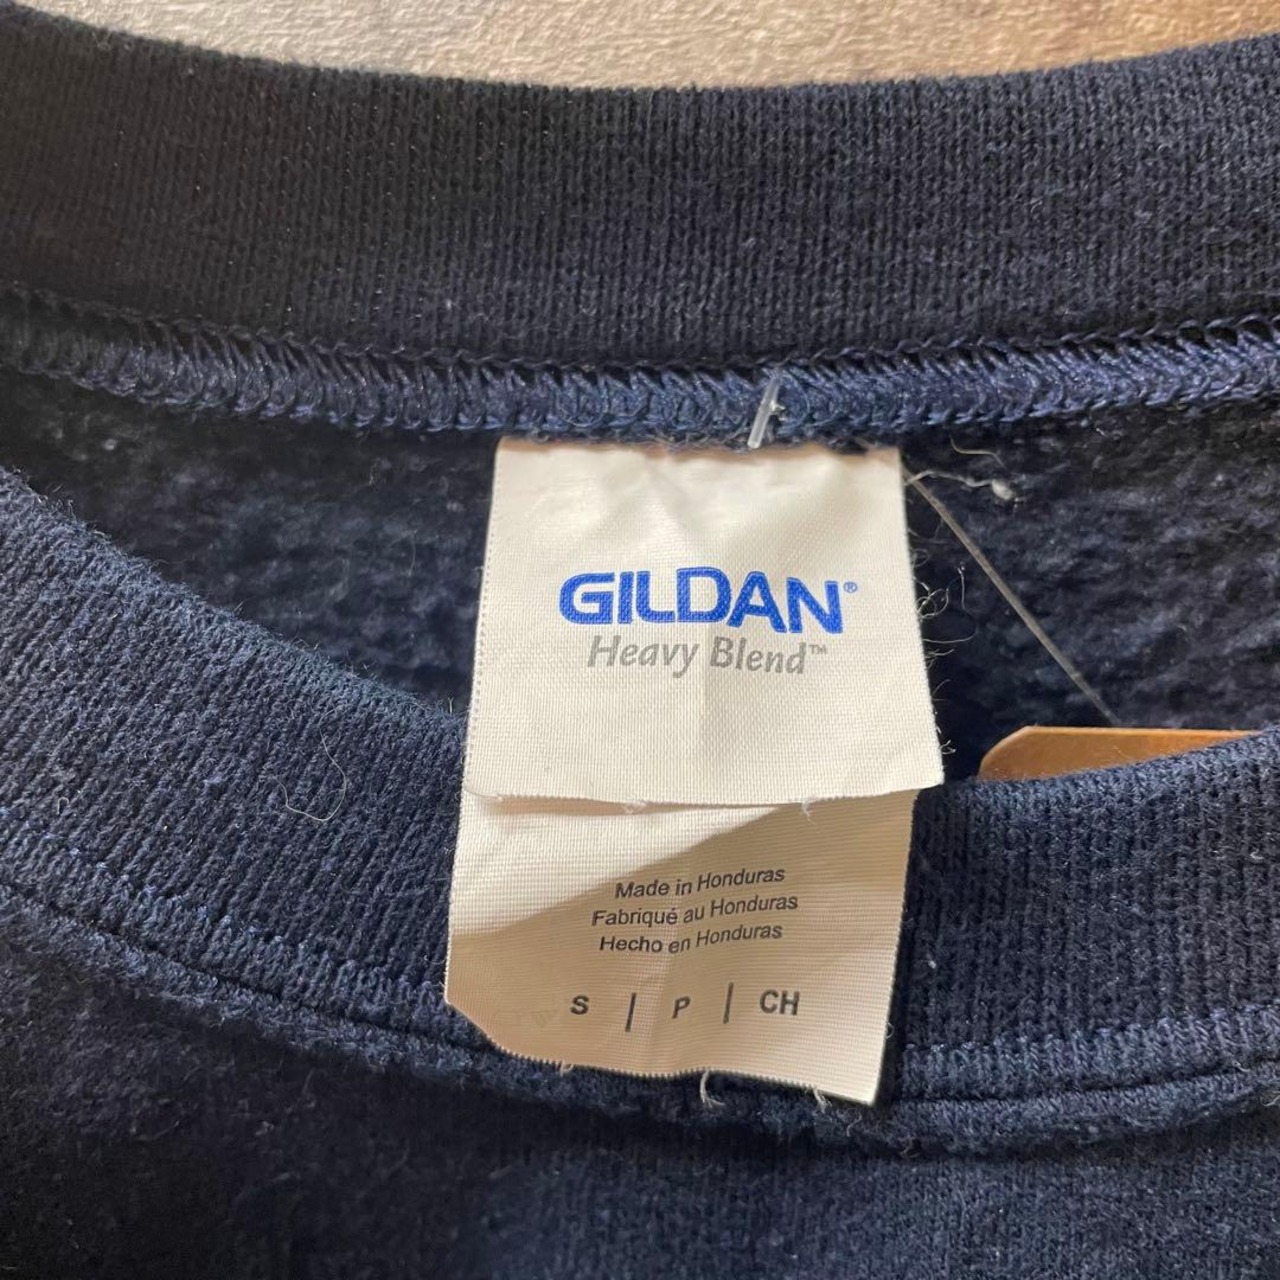 GILDAN®
Heavy Blend™
Made in Honduras
Fabriqué au Honduras
Hecho en Honduras
S | P | CH